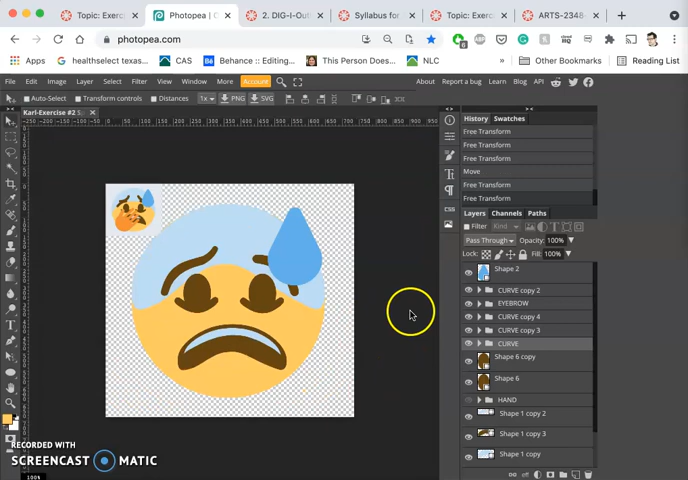 Topic: Exerc
Photopea
2. DIG-I-Out
Syllabus for
Topic: Exerc
ARTS-2348-
photopea.com
healthselect texas...
CAS
Behance :: Editing...
This Person Does...
NLC
Other Bookmarks
Reading List
File Edit Image Layer Select Filter View Window More Account
About Report a bug Learn Blog API
Auto-Select Transform controls Distances 1x PNG SVG
Karl-Exercise #2 S
History Swatches
Free Transform
Free Transform
Free Transform
Move
Free Transform
Free Transform
Layers Channels Paths
Filter Kind
Pass Through Opacity: 100%
Lock: Fill: 100%
Shape 2
CURVE copy 2
EYEBROW
CURVE copy 4
CURVE copy 3
CURVE
Shape 6 copy
Shape 6
HAND
Shape 1 copy 2
Shape 1 copy 3
Shape 1 copy
RECORDED WITH
SCREENCAST MATIC
100%